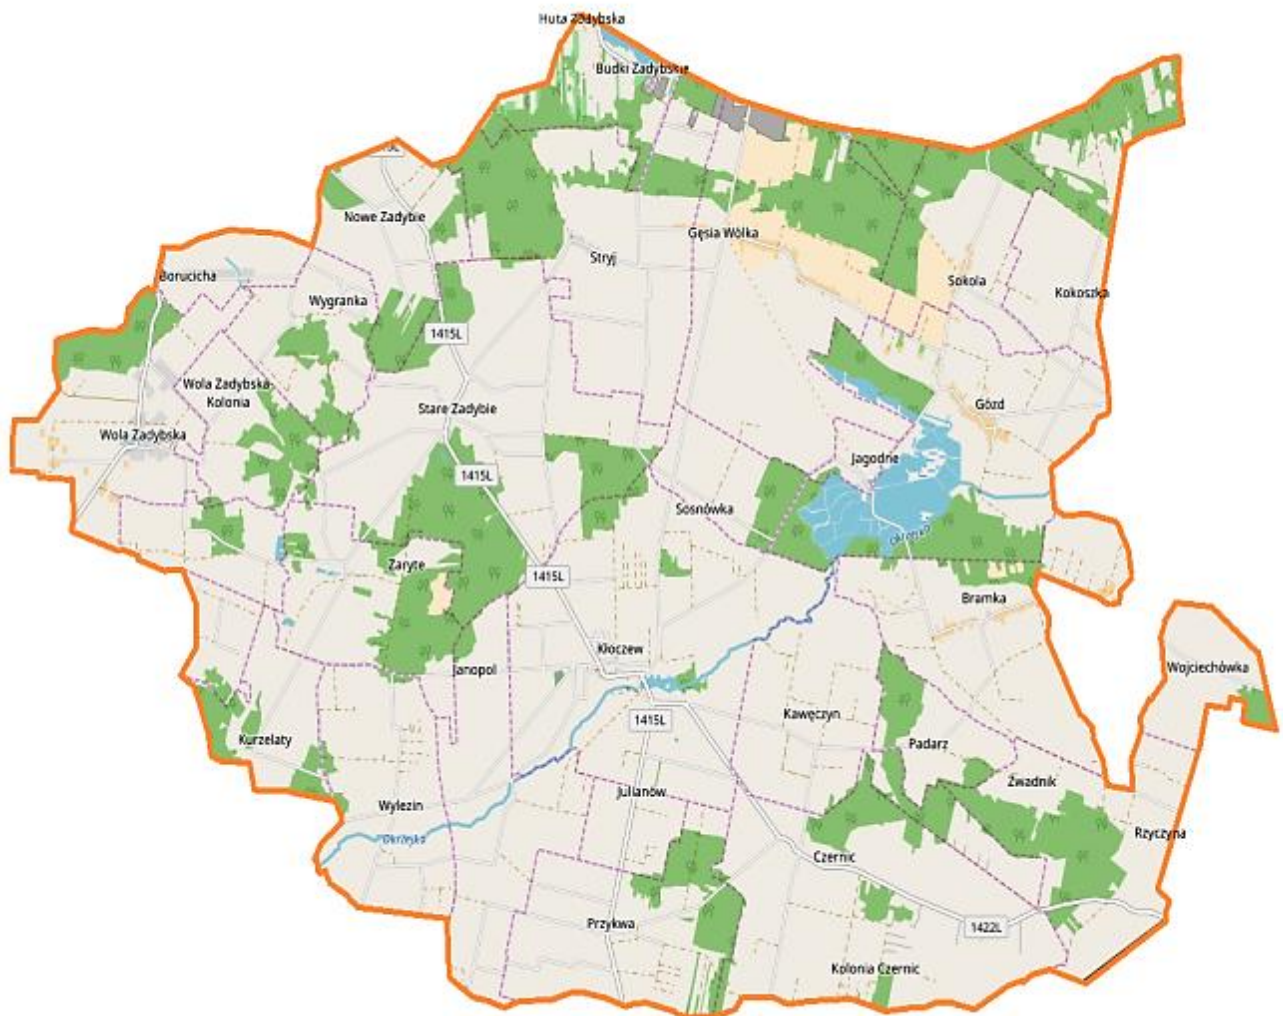 Huta Zadybska
Budki Zadybskie
Nowe Zadybie
Gęsia Wólka
Stryj
Borucicha
Sokola
Kokoszka
Wygranka
1415L
Wola Zadybska-
Kolonia
Stare Zadybie
Gózd
Wola Zadybska
Jagodne
1415L
Sosnówka
Okrzejka
Zaryte
1415L
Bramka
Kłoczew
Janopol
Wojciechówka
1415L
Kawęczyn
Kurzelaty
Padarz
Żwadnik
Julianów
Wylezin
Rzyczyna
Okrzejka
Czernic
Przykwa
1422L
Kolonia Czernic